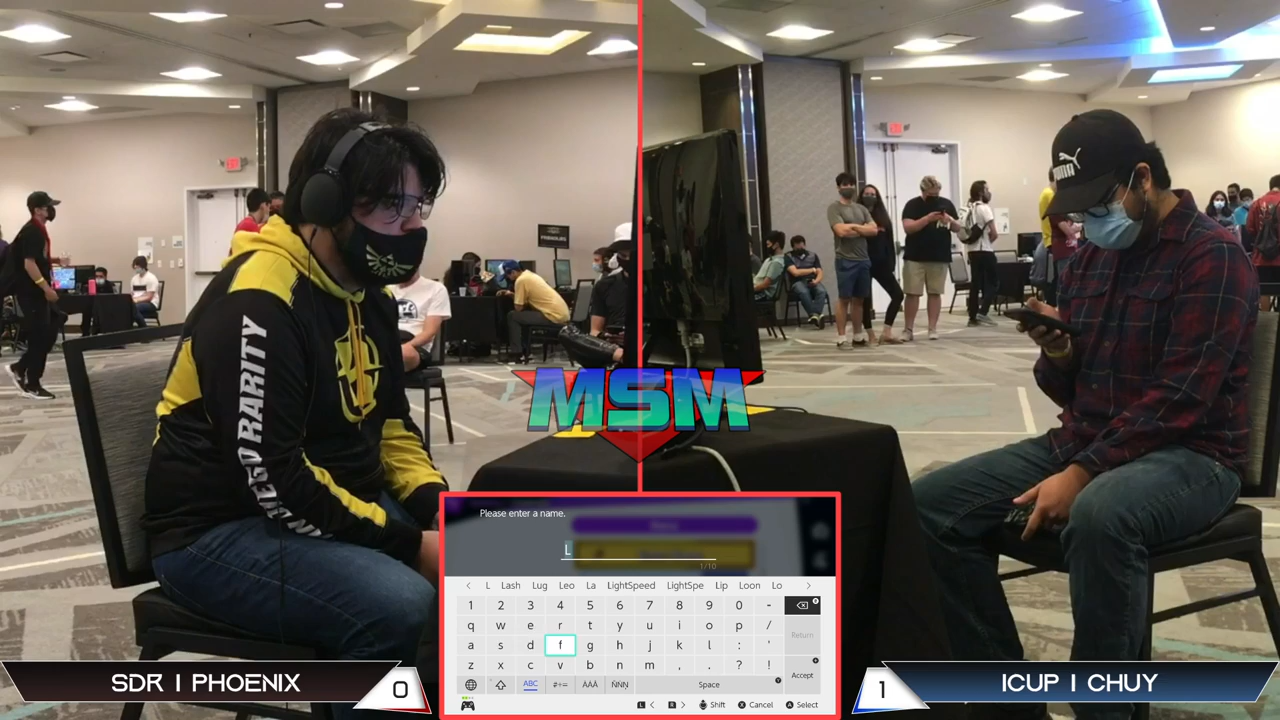 PUMA
NEGO RARITY
MSM
Please enter a name.
L
1/10
L Lash Lug Leo La LightSpeed LightSpe Lip Loon Lo
1 2 3 4 5 6 7 8 9 0 -
q w e r t y u i o p /
Return
a s d f g h j k l : '
z x c v b n m , . ? !
Accept
ABC #+= ÀÁÂ ÑŃŅ Space
Shift Cancel Select
SDR | PHOENIX 0
1 ICUP | CHUY